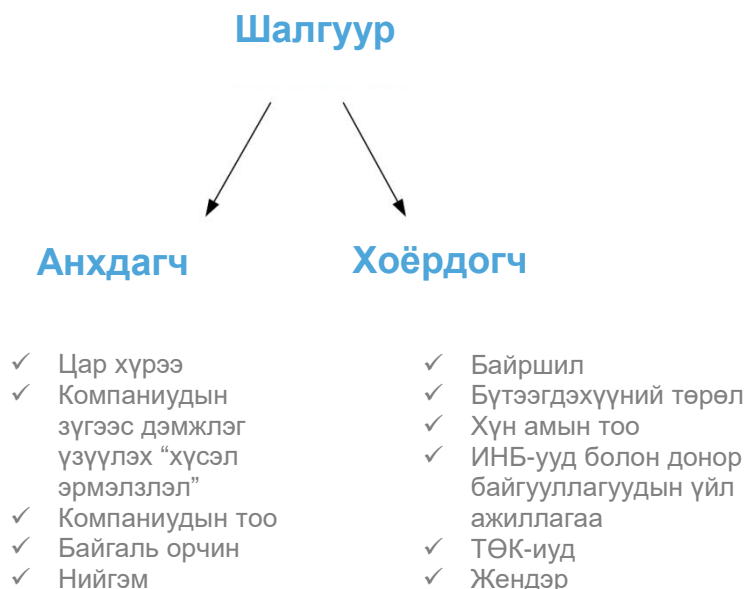 Шалгуур
Анхдагч
Хоёрдогч
✓ Цар хүрээ
✓ Компаниудын
зүгээс дэмжлэг
үзүүлэх “хүсэл
эрмэлзлэл”
✓ Компаниудын тоо
✓ Байгаль орчин
✓ Нийгэм
✓ Байршил
✓ Бүтээгдэхүүний төрөл
✓ Хүн амын тоо
✓ ИНБ-ууд болон донор
байгууллагуудын үйл
ажиллагаа
✓ ТӨК-иуд
✓ Жендэр